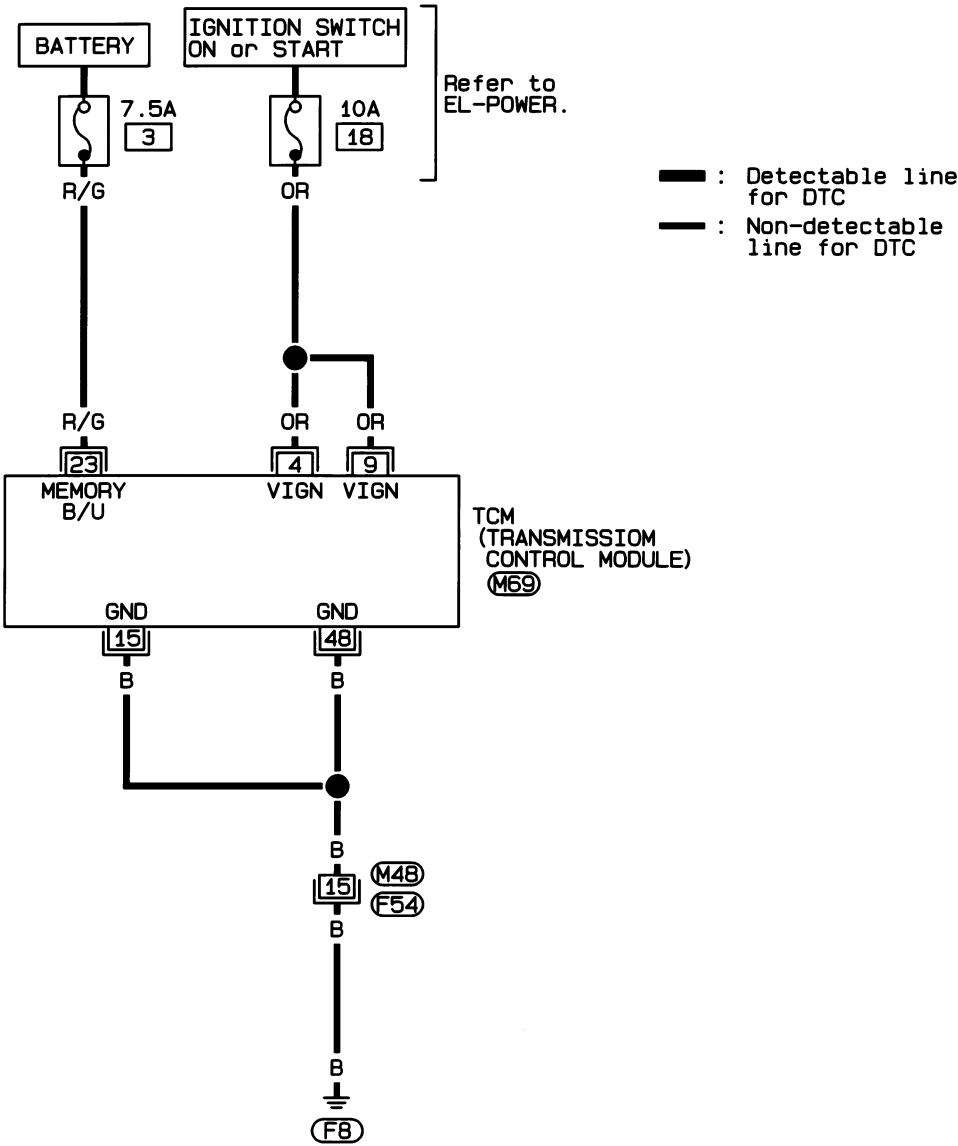 BATTERY
IGNITION SWITCH
ON or START
Refer to
EL-POWER.
7.5A
3
10A
18
R/G
OR
: Detectable line
for DTC
: Non-detectable
line for DTC
R/G
OR
OR
23
4
9
MEMORY
B/U
VIGN
VIGN
TCM
(TRANSMISSIOM
CONTROL MODULE)
M69
GND
GND
15
48
B
B
B
15
M48
F54
B
B
F8